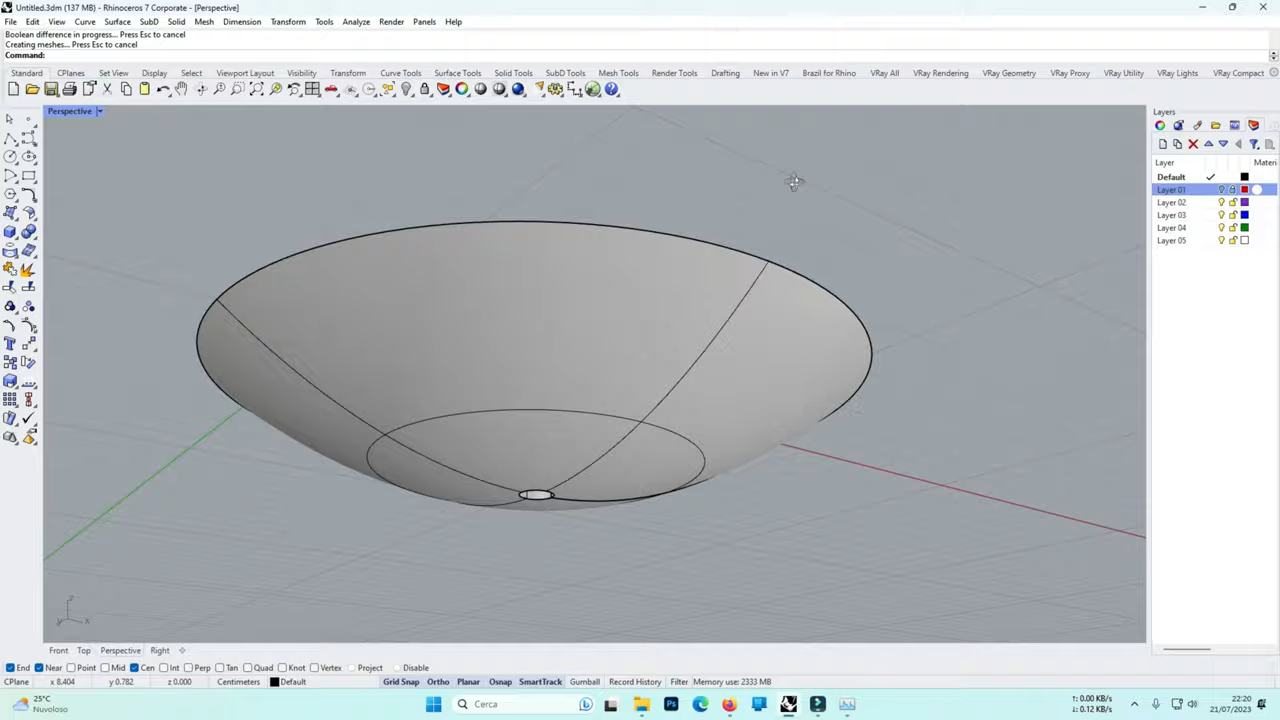 Untitled.3dm (137 MB) - Rhinoceros 7 Corporate - [Perspective]
File Edit View Curve Surface SubD Solid Mesh Dimension Transform Tools Analyze Render Panels Help
Boolean difference in progress... Press Esc to cancel
Creating meshes... Press Esc to cancel
Command:
Standard CPlanes Set View Display Select Viewport Layout Visibility Transform Curve Tools Surface Tools Solid Tools SubD Tools Mesh Tools Render Tools Drafting New in V7 Brazil for Rhino VRay All VRay Rendering VRay Geometry VRay Proxy VRay Utility VRay Lights VRay Compact
Perspective
Layers
Layer Materi
Default
Layer 01
Layer 02
Layer 03
Layer 04
Layer 05
z
y x
Front Top Perspective Right
End Near Point Mid Cen Int Perp Tan Quad Knot Vertex Project Disable
CPlane x 8.404 y 0.782 z 0.000 Centimeters Default Grid Snap Ortho Planar Osnap SmartTrack Gumball Record History Filter Memory use: 2333 MB
25°C
Nuvoloso
Cerca
Ps
↑: 0.00 KB/s
↓: 0.12 KB/s
22:20
21/07/2023